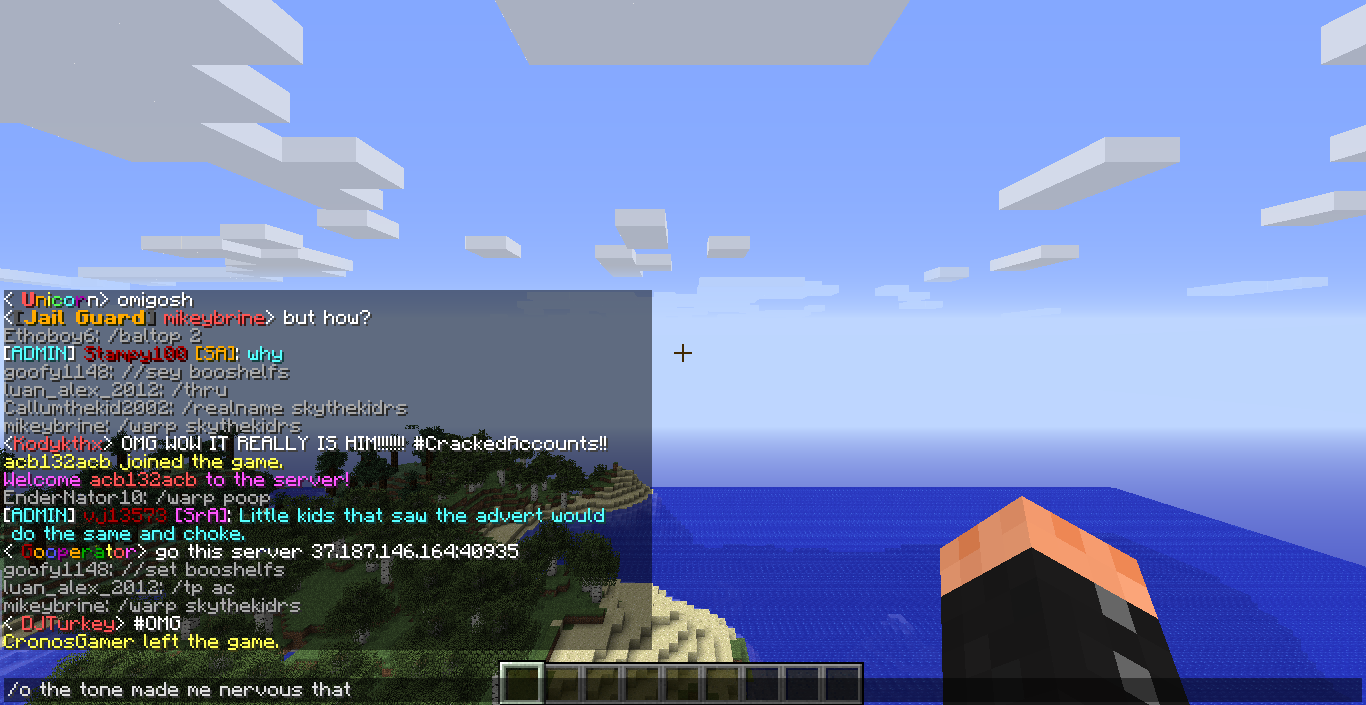 < Unicorn> omigosh
<[Jail Guard] mikeybrine> but how?
Ethoboy6: /baltop 2
[ADMIN] Stampy100 [SA]: why
goofy1148: //sey booshelfs
luan_alex_2012: /thru
Callumthekid2002: /realname skythekidrs
mikeybrine: /warp skythekidrs
<Kodykthx> OMG WOW IT REALLY IS HIM!!!!!!! #CrackedAccounts!!
acb132acb joined the game.
Welcome acb132acb to the server!
EnderNator10: /warp poop
[ADMIN] vj13573 [SrA]: Little kids that saw the advert would
do the same and choke.
< Gooperator> go this server 37.187.146.164:40935
goofy1148: //set booshelfs
luan_alex_2012: /tp ac
mikeybrine: /warp skythekidrs
< DJTurkey> #OMG
CronosGamer left the game.
/o the tone made me nervous that